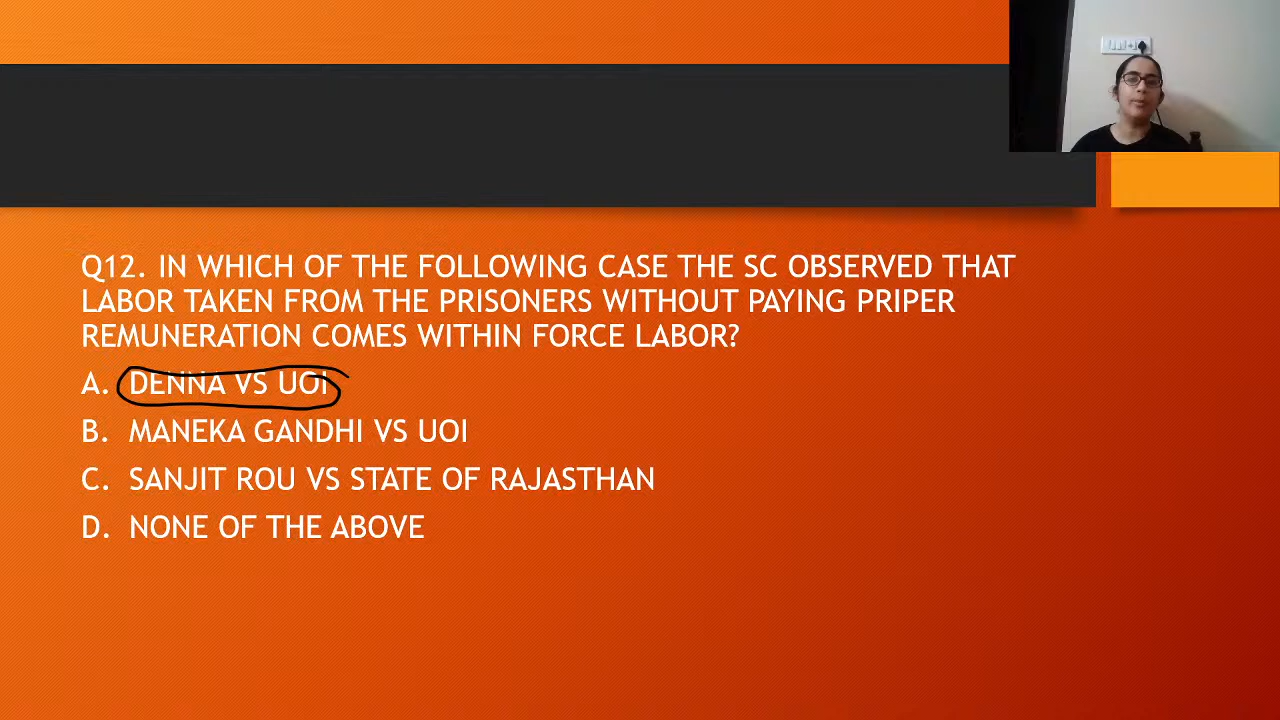 Q12. IN WHICH OF THE FOLLOWING CASE THE SC OBSERVED THAT
LABOR TAKEN FROM THE PRISONERS WITHOUT PAYING PRIPER
REMUNERATION COMES WITHIN FORCE LABOR?
A. DENNA VS UOI
B. MANEKA GANDHI VS UOI
C. SANJIT ROU VS STATE OF RAJASTHAN
D. NONE OF THE ABOVE